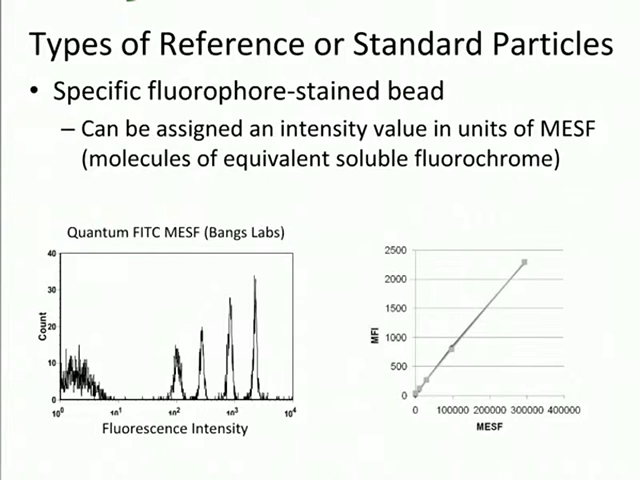 Types of Reference or Standard Particles
• Specific fluorophore-stained bead
– Can be assigned an intensity value in units of MESF
(molecules of equivalent soluble fluorochrome)
Quantum FITC MESF (Bangs Labs)
40
30
20
10
0
Count
10⁰ 10¹ 10² 10³ 10⁴
Fluorescence Intensity
2500
2000
1500
1000
500
0
MFI
0 100000 200000 300000 400000
MESF